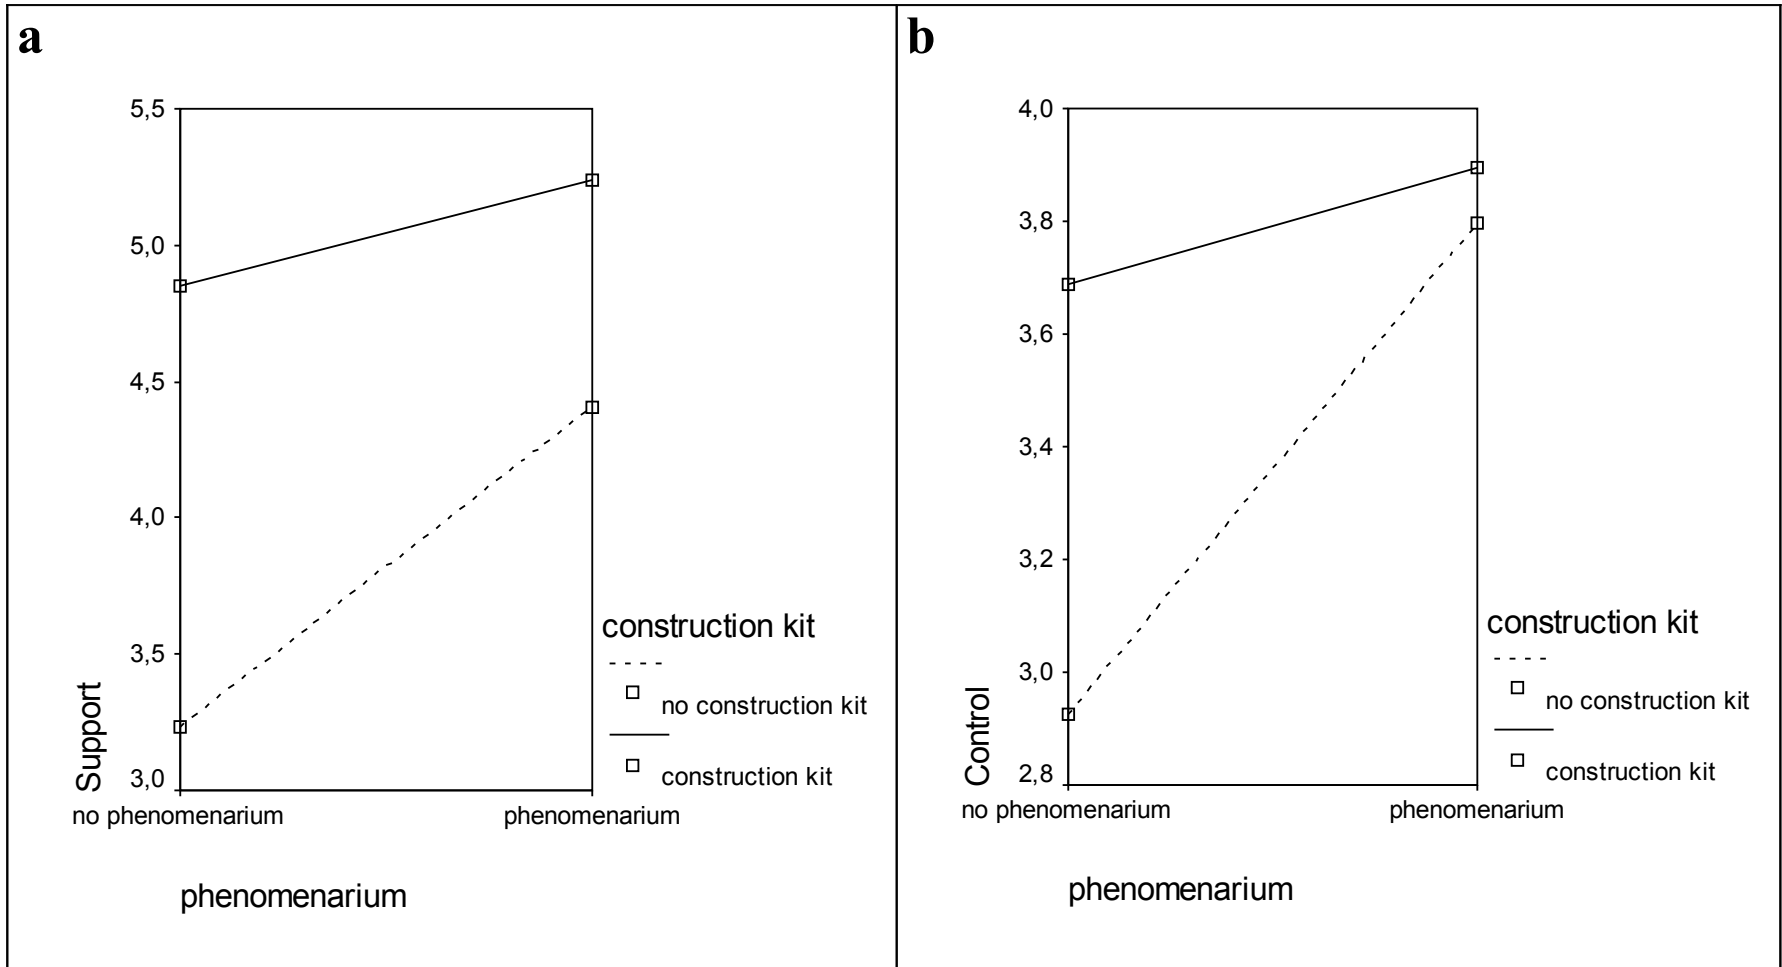 a
5,5
5,0
4,5
4,0
3,5
3,0
Support
no phenomenarium
phenomenarium
phenomenarium
construction kit
no construction kit
construction kit
b
4,0
3,8
3,6
3,4
3,2
3,0
2,8
Control
no phenomenarium
phenomenarium
phenomenarium
construction kit
no construction kit
construction kit